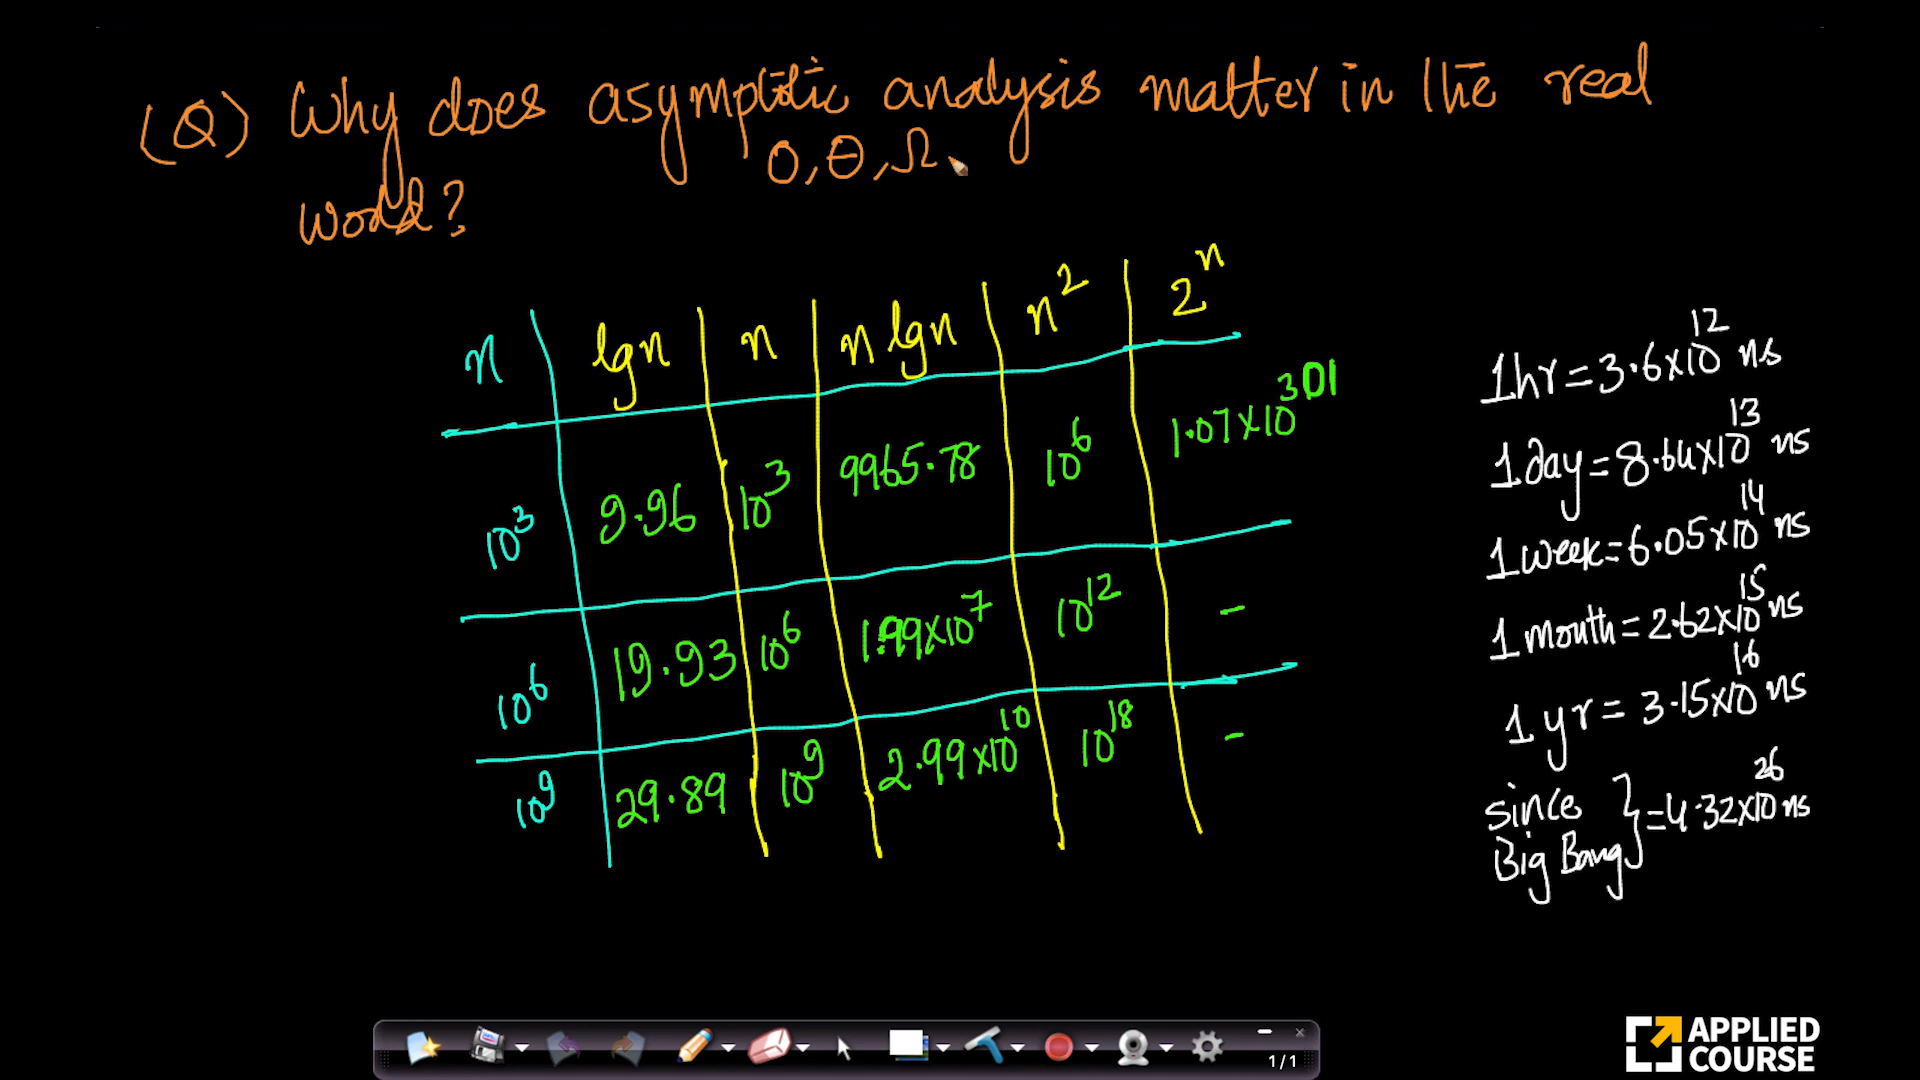 (Q) Why does asymptotic analysis matter in the real
O, Θ, Ω
world?
n | lgn | n | n lgn | n² | 2ⁿ
10³ | 9.96 | 10³ | 9965.78 | 10⁶ | 1.07×10³⁰¹
10⁶ | 19.93 | 10⁶ | 1.99×10⁷ | 10¹² | -
10⁹ | 29.89 | 10⁹ | 2.99×10¹⁰ | 10¹⁸ | -
1hr = 3.6×10¹² ns
1day = 8.64×10¹³ ns
1week = 6.05×10¹⁴ ns
1month = 2.62×10¹⁵ ns
1yr = 3.15×10¹⁶ ns
since
Big Bang } = 4.32×10²⁶ ns
1/1
APPLIED
COURSE